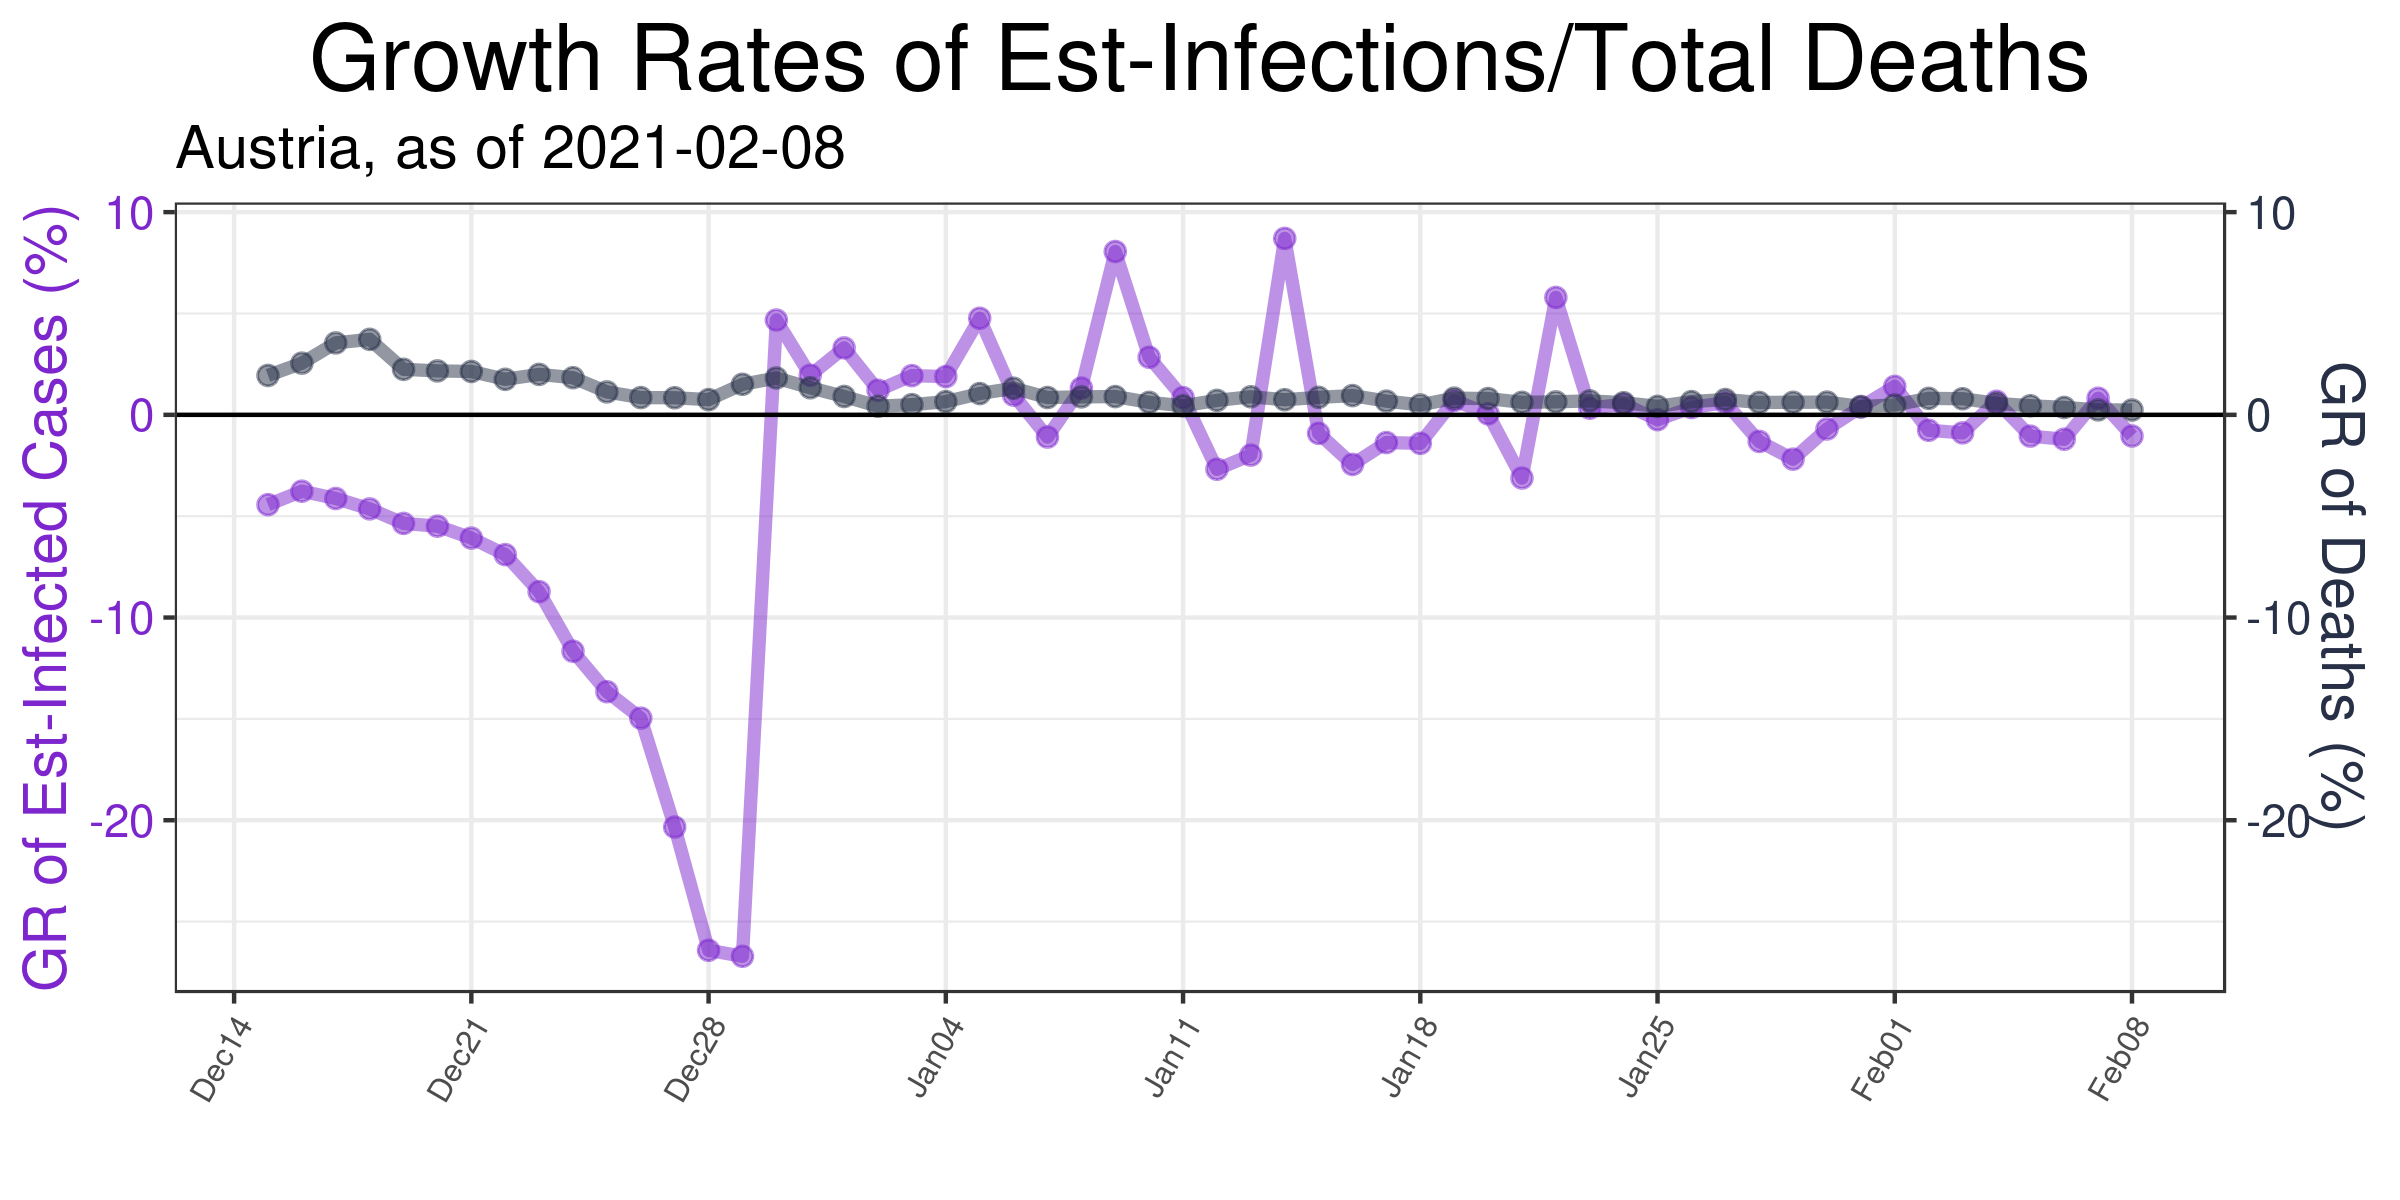 Growth Rates of Est-Infections/Total Deaths
Austria, as of 2021-02-08
GR of Est-Infected Cases (%)
10
0
-10
-20
10
0
-10
-20
GR of Deaths (%)
Dec14
Dec21
Dec28
Jan04
Jan11
Jan18
Jan25
Feb01
Feb08